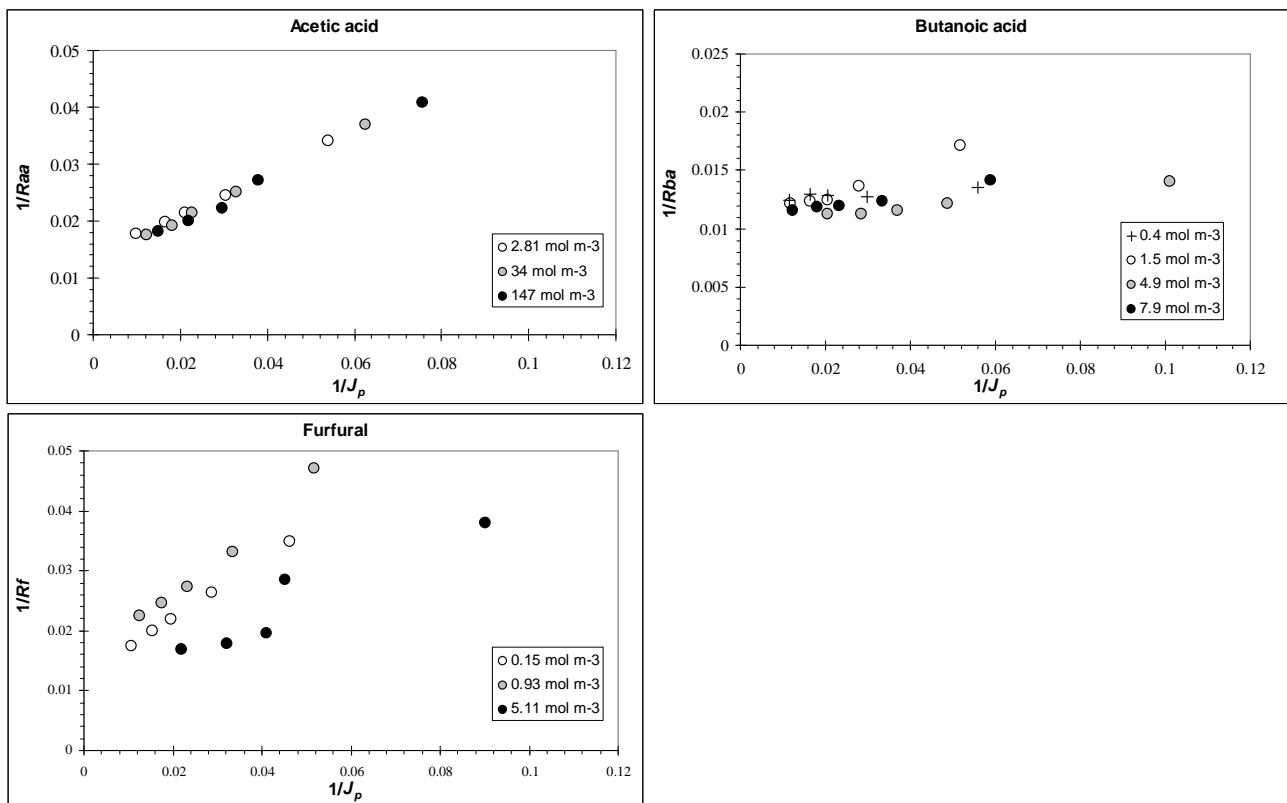 Acetic acid
0.05
0.04
0.03
0.02
0.01
0
1/Raa
0 0.02 0.04 0.06 0.08 0.1 0.12
1/Jp
2.81 mol m-3
34 mol m-3
147 mol m-3
Butanoic acid
0.025
0.02
0.015
0.01
0.005
0
1/Rba
0 0.02 0.04 0.06 0.08 0.1 0.12
1/Jp
0.4 mol m-3
1.5 mol m-3
4.9 mol m-3
7.9 mol m-3
Furfural
0.05
0.04
0.03
0.02
0.01
0
1/Rf
0 0.02 0.04 0.06 0.08 0.1 0.12
1/Jp
0.15 mol m-3
0.93 mol m-3
5.11 mol m-3